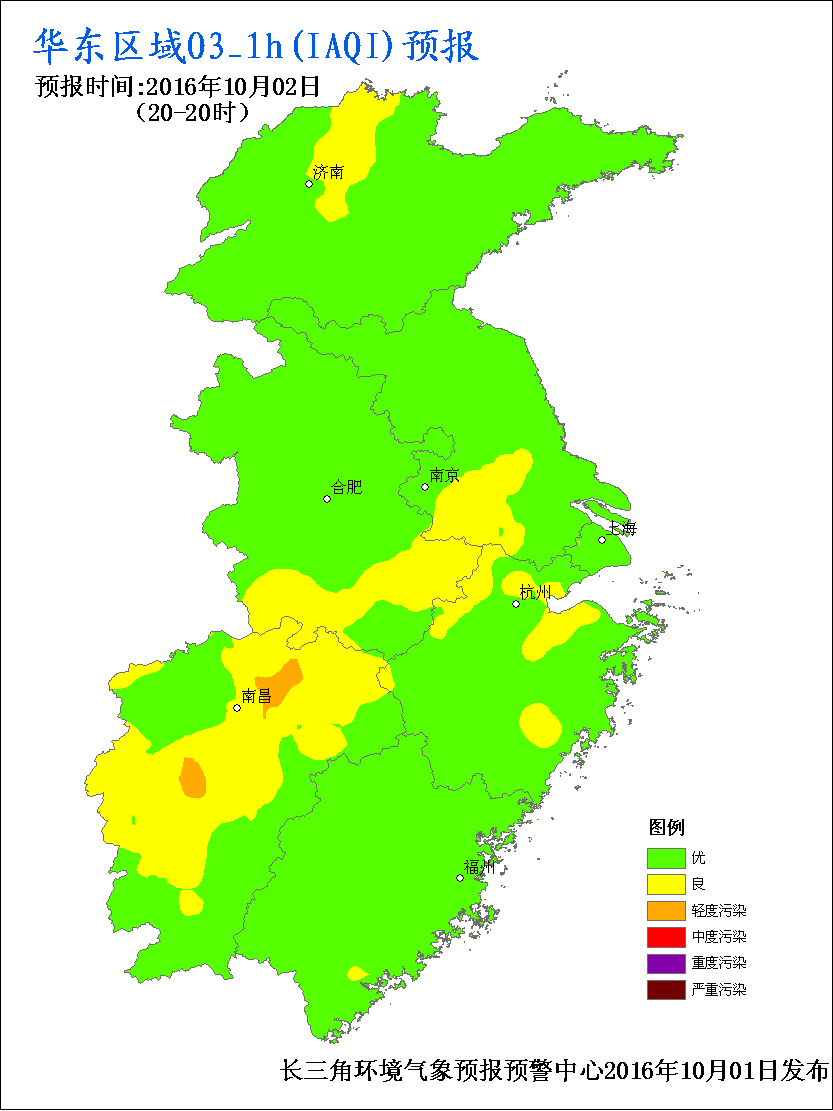 华东区域O3_1h(IAQI)预报
预报时间:2016年10月02日
（20-20时）
济南
南京
合肥
上海
杭州
南昌
福州
图例
优
良
轻度污染
中度污染
重度污染
严重污染
长三角环境气象预报预警中心2016年10月01日发布